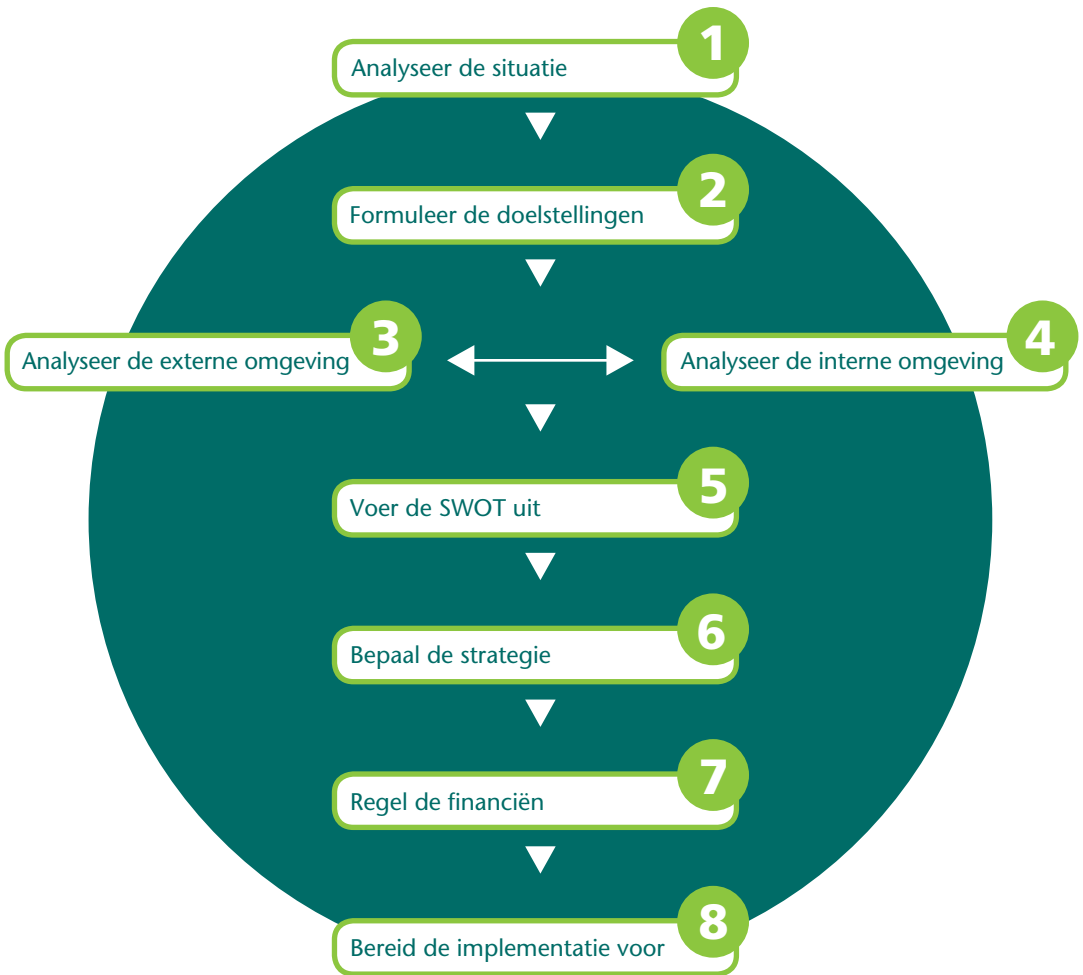 1
Analyseer de situatie
2
Formuleer de doelstellingen
3
Analyseer de externe omgeving
4
Analyseer de interne omgeving
5
Voer de SWOT uit
6
Bepaal de strategie
7
Regel de financiën
8
Bereid de implementatie voor